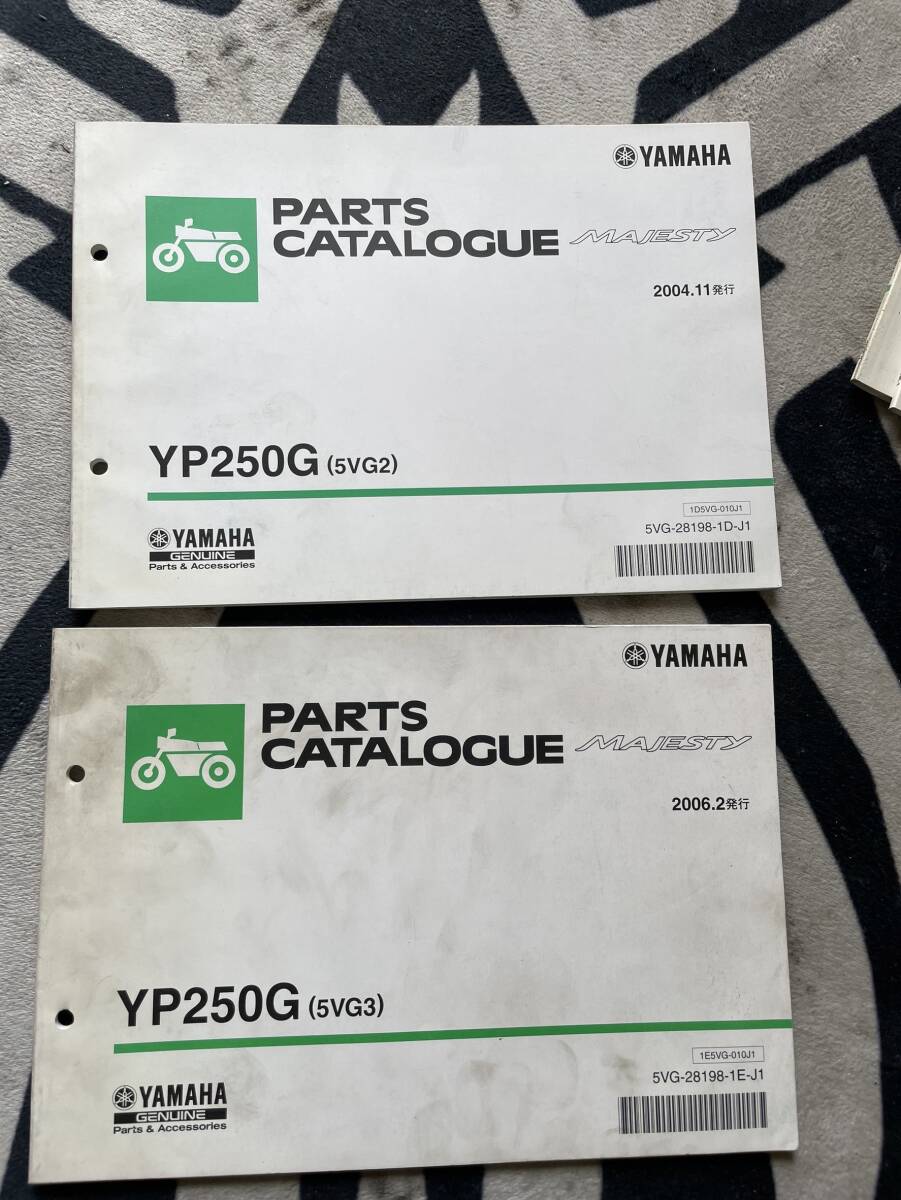 YAMAHA
PARTS
CATALOGUE MAJESTY
2004.11発行
YP250G (5VG2)
1D5VG-010J1
5VG-28198-1D-J1
YAMAHA
GENUINE
Parts & Accessories
YAMAHA
PARTS
CATALOGUE MAJESTY
2006.2発行
YP250G (5VG3)
1E5VG-010J1
5VG-28198-1E-J1
YAMAHA
GENUINE
Parts & Accessories